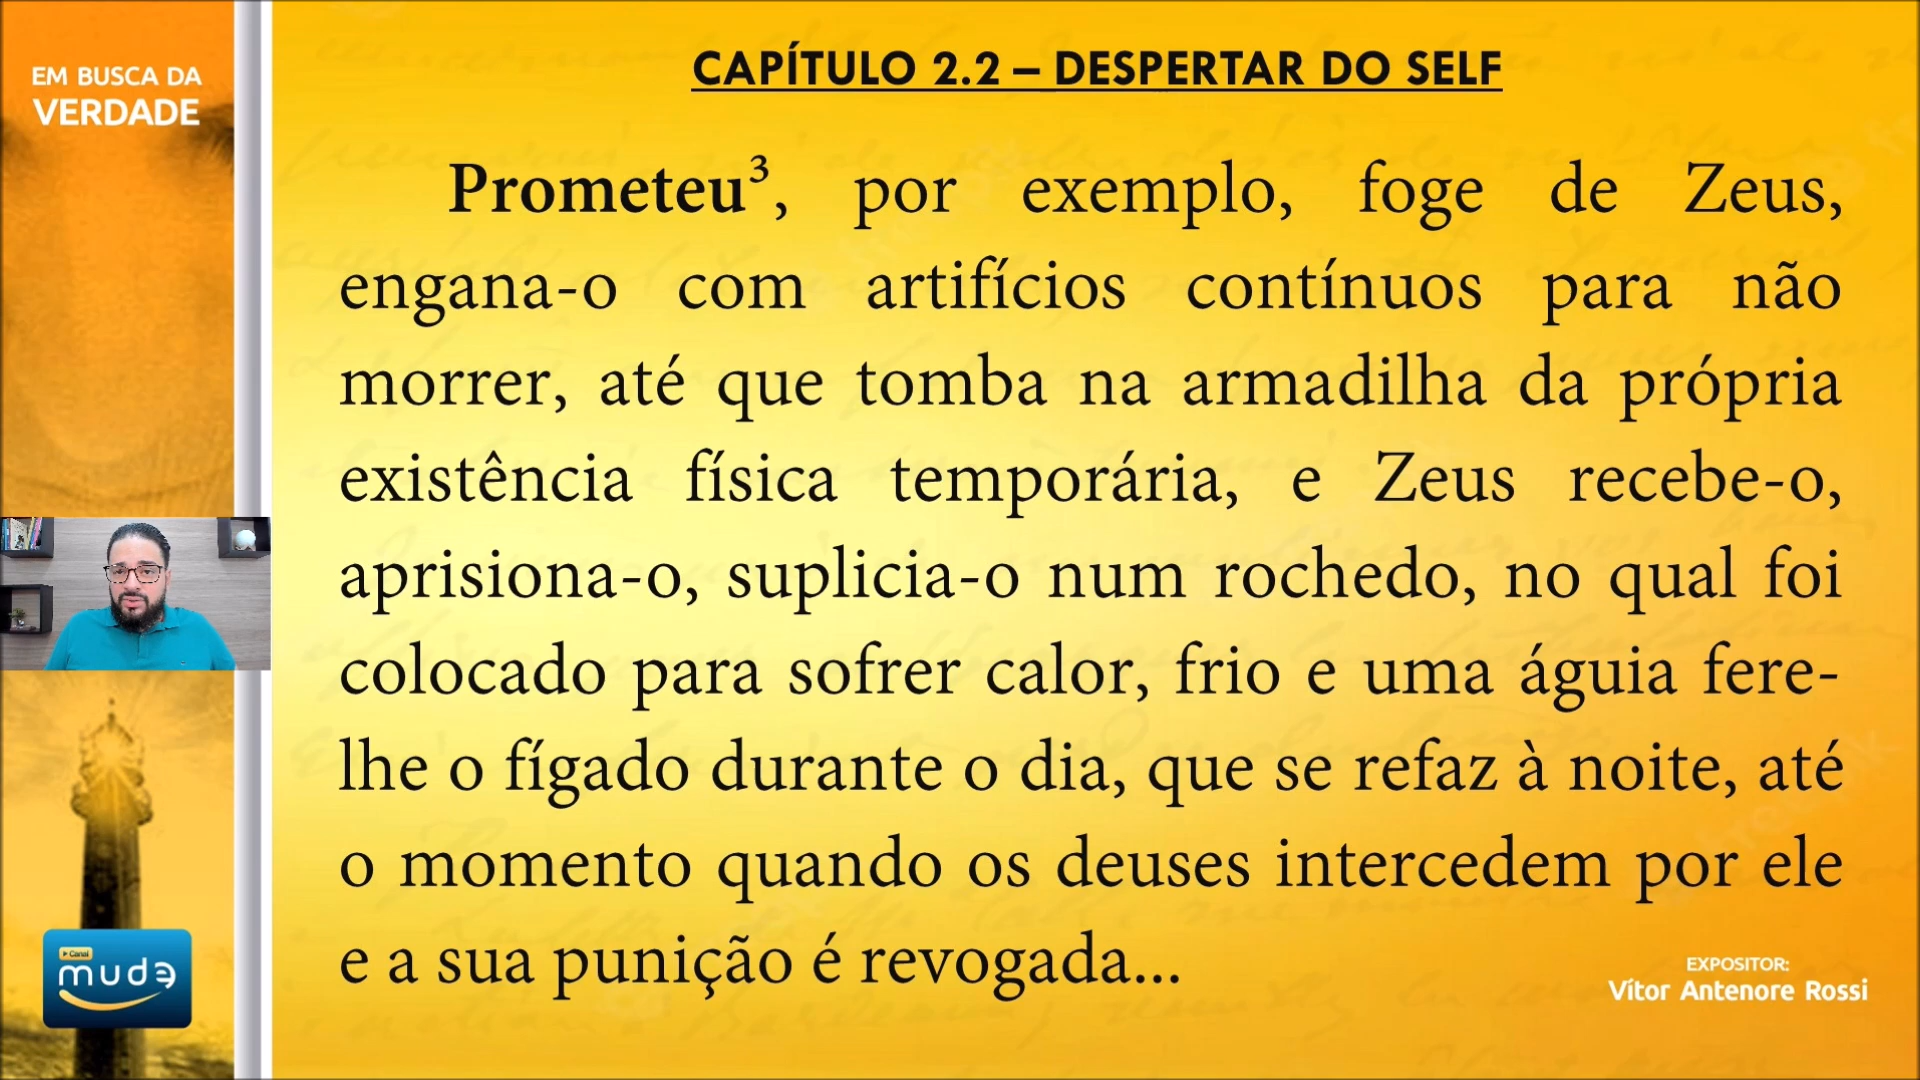 EM BUSCA DA
VERDADE
CAPÍTULO 2.2 – DESPERTAR DO SELF
Prometeu³, por exemplo, foge de Zeus,
engana-o com artifícios contínuos para não
morrer, até que tomba na armadilha da própria
existência física temporária, e Zeus recebe-o,
aprisiona-o, suplicia-o num rochedo, no qual foi
colocado para sofrer calor, frio e uma águia fere-
lhe o fígado durante o dia, que se refaz à noite, até
o momento quando os deuses intercedem por ele
e a sua punição é revogada...
Canal
mude
EXPOSITOR:
Vítor Antenore Rossi